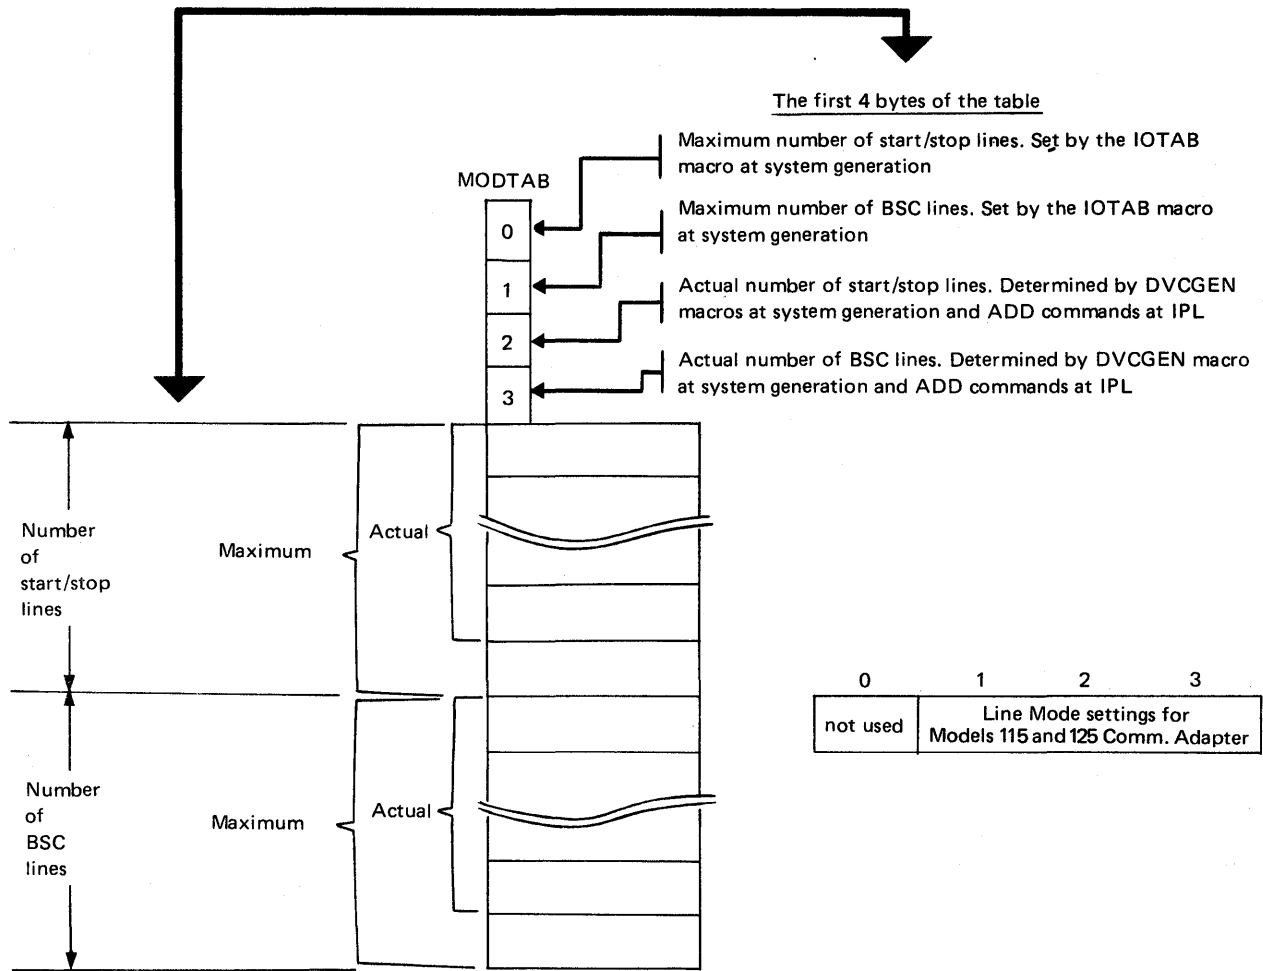 The first 4 bytes of the table
Maximum number of start/stop lines. Set by the IOTAB
macro at system generation
MODTAB
0
Maximum number of BSC lines. Set by the IOTAB macro
at system generation
1
Actual number of start/stop lines. Determined by DVCGEN
macros at system generation and ADD commands at IPL
2
Actual number of BSC lines. Determined by DVCGEN macro
at system generation and ADD commands at IPL
3
Number
of
start/stop
lines
Maximum
Actual
Number
of
BSC
lines
Maximum
Actual
0 1 2 3
not used
Line Mode settings for
Models 115 and 125 Comm. Adapter